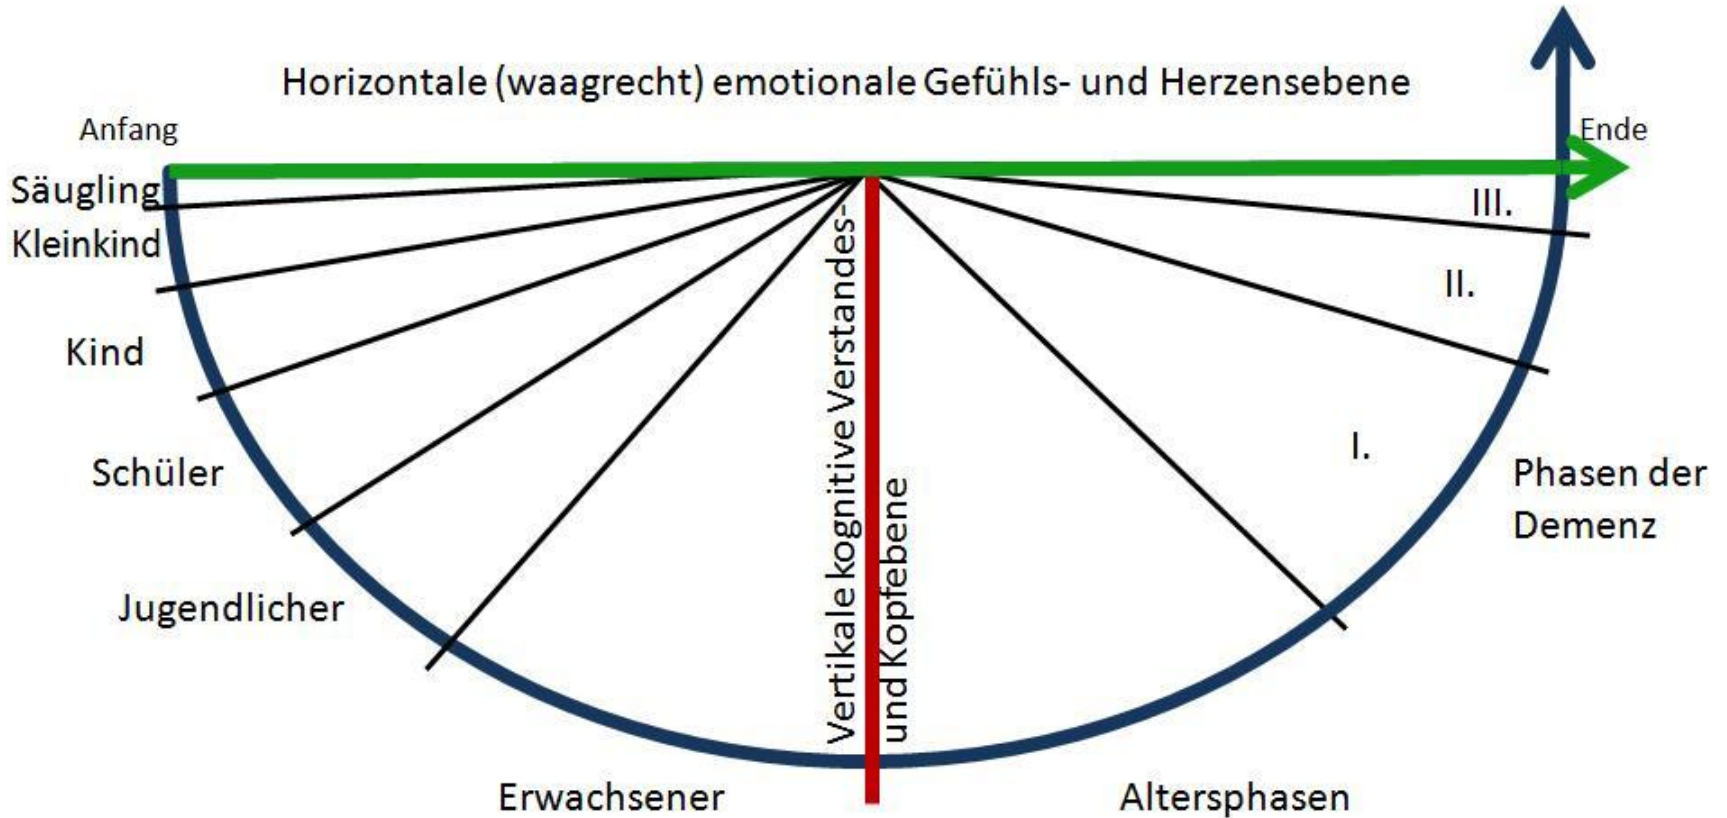 Horizontale (waagrecht) emotionale Gefühls- und Herzensebene
Anfang
Ende
Säugling
Kleinkind
Kind
Schüler
Jugendlicher
Erwachsener
Vertikale kognitive Verstandes-
und Kopfebene
III.
II.
I.
Phasen der
Demenz
Altersphasen